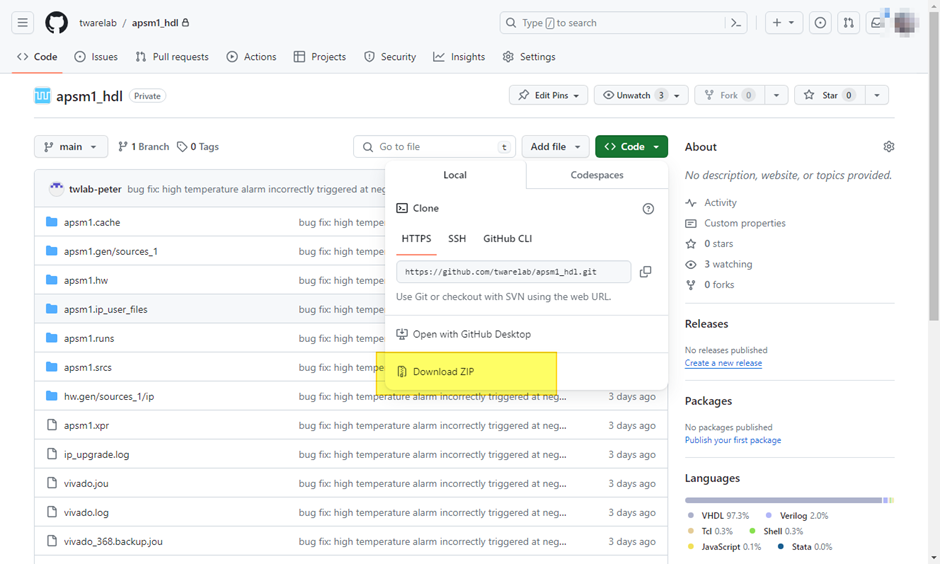 twarelab / apsm1_hdl
Type / to search
Code Issues Pull requests Actions Projects Security Insights Settings
apsm1_hdl Private
Edit Pins Unwatch 3 Fork 0 Star 0
main 1 Branch 0 Tags
Go to file t Add file Code
Local Codespaces
Clone
HTTPS SSH GitHub CLI
https://github.com/twarelab/apsm1_hdl.git
Use Git or checkout with SVN using the web URL.
Open with GitHub Desktop
Download ZIP
twlab-peter bug fix: high temperature alarm incorrectly triggered at neg
apsm1.cache bug fix: high tempe
apsm1.gen/sources_1 bug fix: high tempe
apsm1.hw bug fix: high tempe
apsm1.ip_user_files bug fix: high tempe
apsm1.runs bug fix: high tempe
apsm1.srcs bug fix: high tempe
hw.gen/sources_1/ip bug fix: high temperature alarm incorrectly triggered at neg... 3 days ago
apsm1.xpr bug fix: high temperature alarm incorrectly triggered at neg... 3 days ago
ip_upgrade.log bug fix: high temperature alarm incorrectly triggered at neg... 3 days ago
vivado.jou bug fix: high temperature alarm incorrectly triggered at neg... 3 days ago
vivado.log bug fix: high temperature alarm incorrectly triggered at neg... 3 days ago
vivado_368.backup.jou bug fix: high temperature alarm incorrectly triggered at neg... 3 days ago
About
No description, website, or topics provided.
Activity
Custom properties
0 stars
3 watching
0 forks
Releases
No releases published
Create a new release
Packages
No packages published
Publish your first package
Languages
VHDL 97.3% Verilog 2.0%
Tcl 0.3% Shell 0.3%
JavaScript 0.1% Stata 0.0%